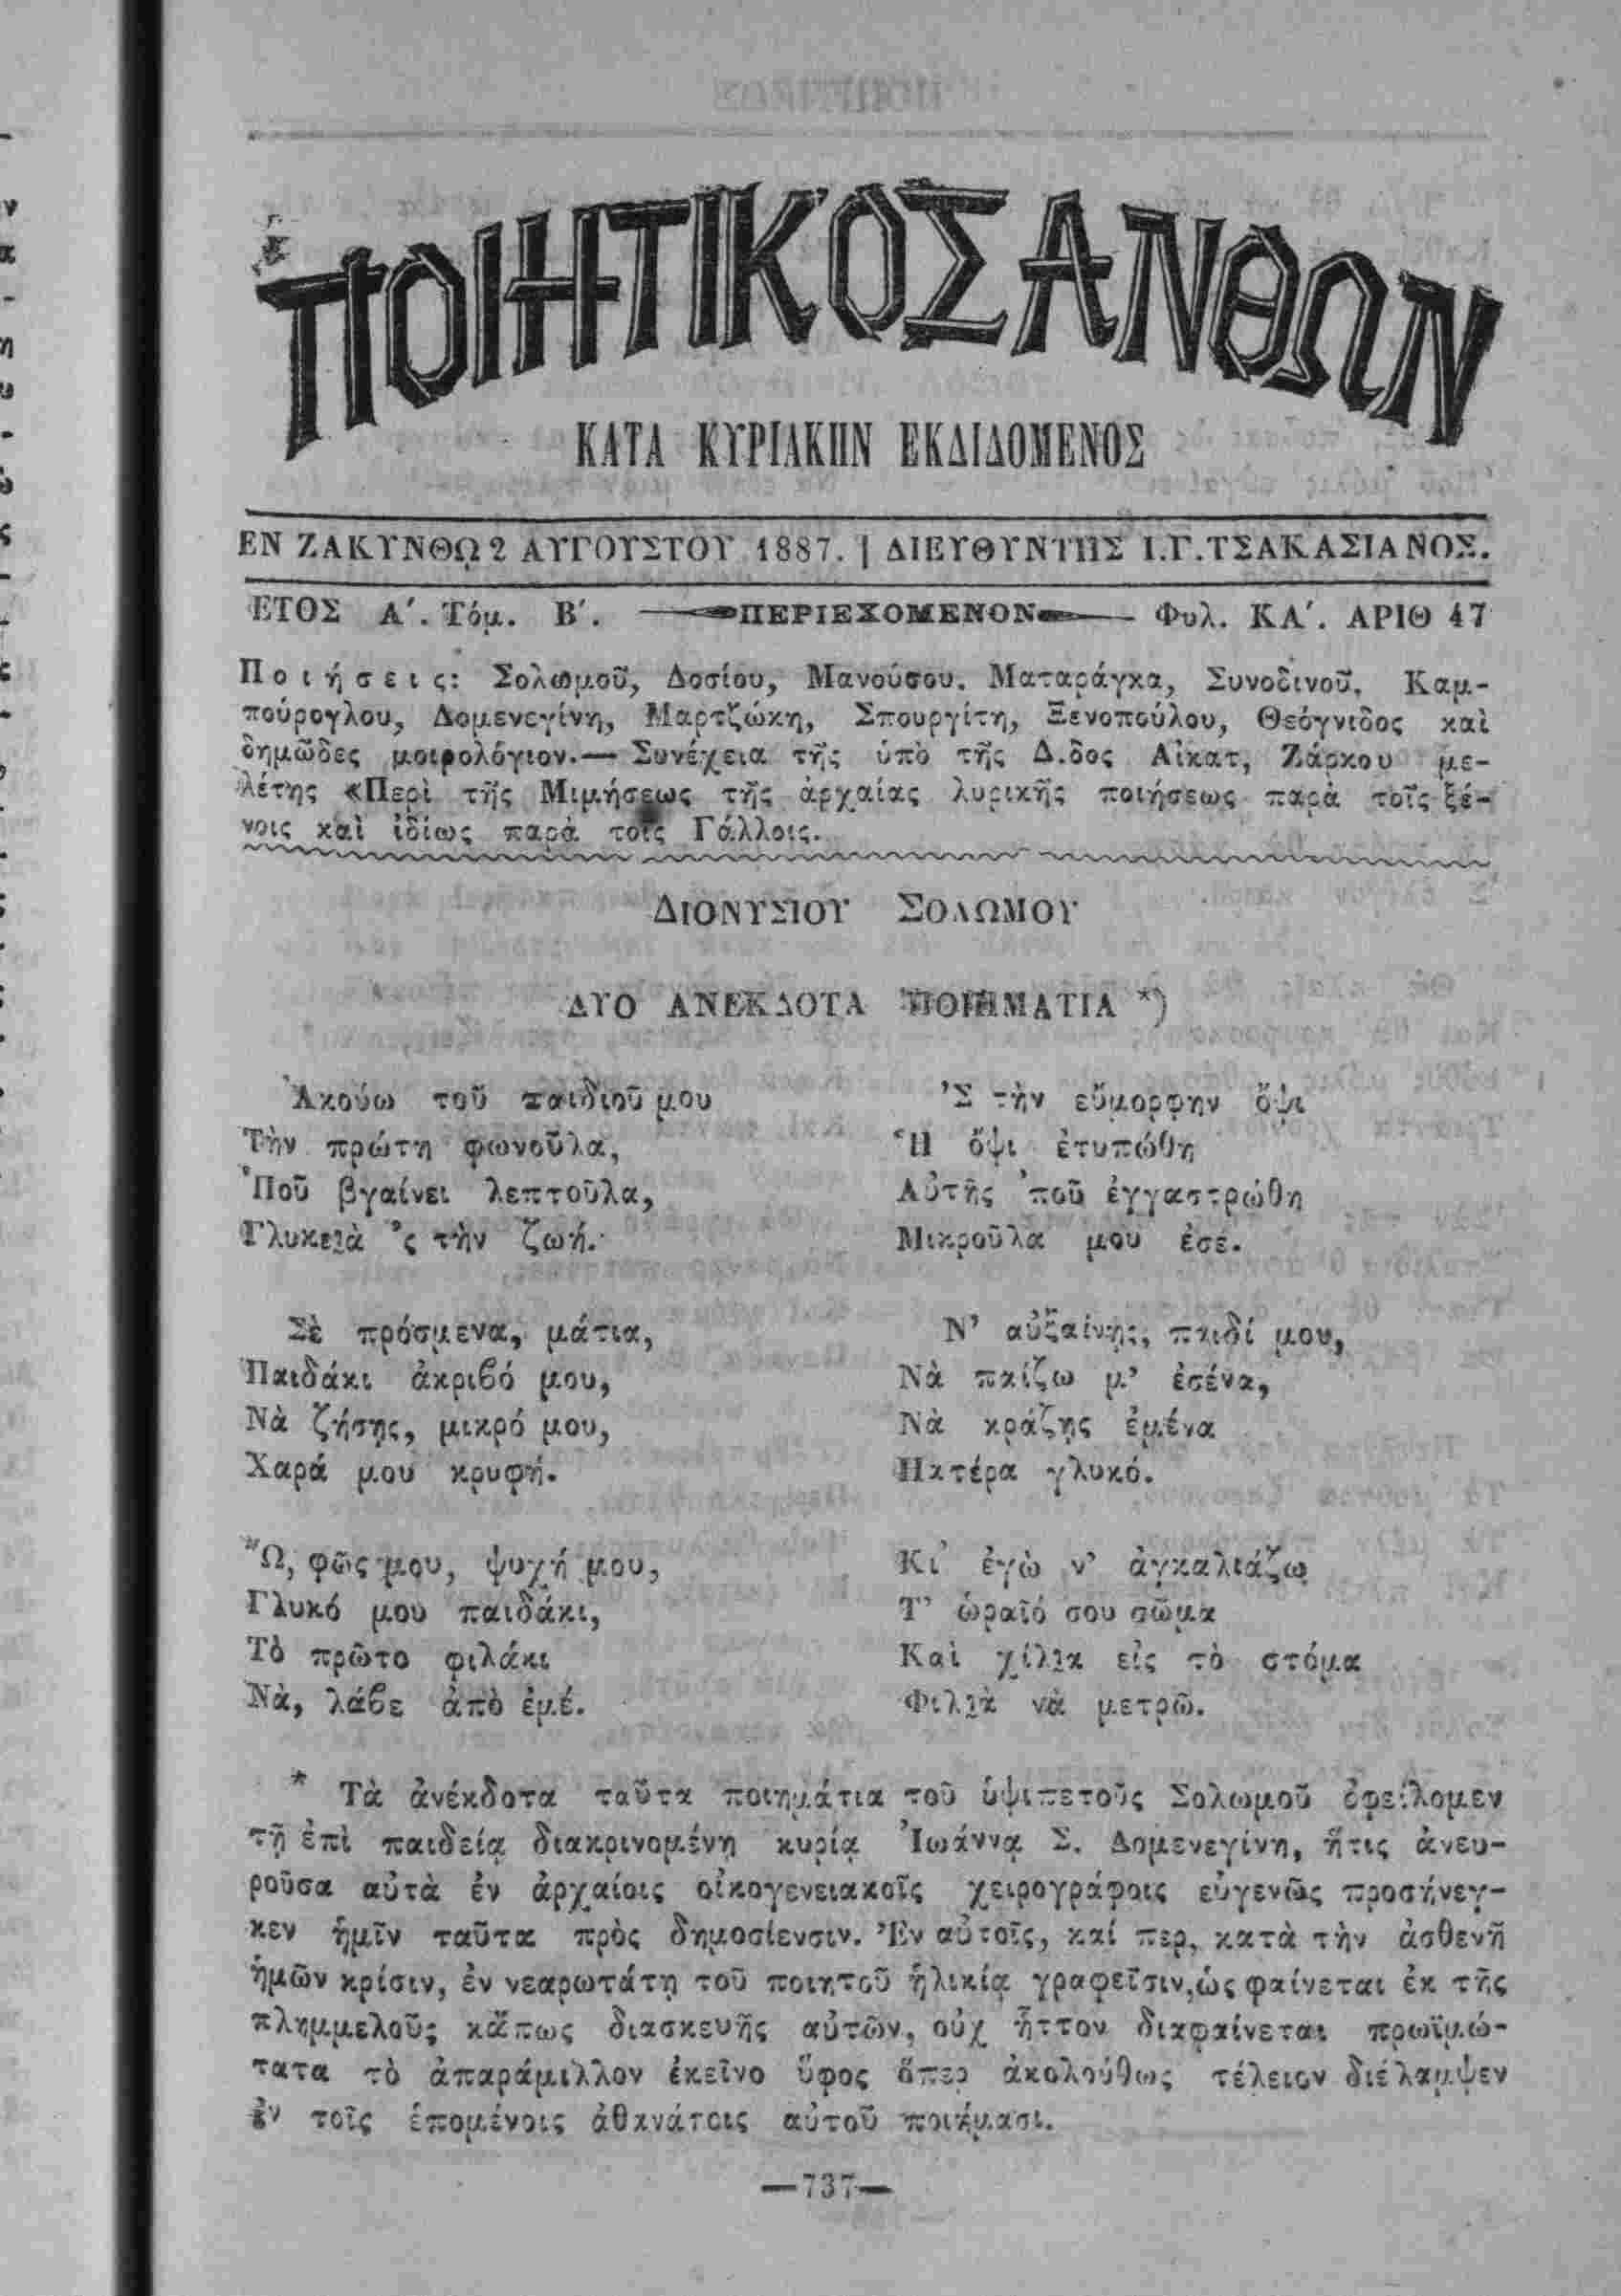 ΠΟΙΗΤΙΚΟΣ ΑΝΘΩΝ
ΚΑΤΑ ΚΥΡΙΑΚΗΝ ΕΚΔΙΔΟΜΕΝΟΣ
ΕΝ ΖΑΚΥΝΘῼ 2 ΑΥΓΟΥΣΤΟΥ 1887. | ΔΙΕΥΘΥΝΤΗΣ Ι.Γ.ΤΣΑΚΑΣΙΑΝΟΣ.
ΕΤΟΣ Α΄. Τόμ. Β΄. ΠΕΡΙΕΧΟΜΕΝΟΝ Φυλ. ΚΑ΄. ΑΡΙΘ 47
Ποιήσεις: Σολωμοῦ, Δοσίου, Μανούσου. Ματαράγκα, Συνοδινοῦ, Καμ-
πούρογλου, Δομενεγίνη, Μαρτζώκη, Σπουργίτη, Ξενοπούλου, Θεόγνιδος καὶ
δημῶδες μοιρολόγιον.— Συνέχεια τῆς ὑπὸ τῆς Δ.δος Αἰκατ, Ζάρκου με-
λέτης «Περὶ τῆς Μιμήσεως τῆς ἀρχαίας λυρικῆς ποιήσεως παρὰ τοῖς ξέ-
νοις καὶ ἰδίως παρὰ τοῖς Γάλλοις.
ΔΙΟΝΥΣΙΟΥ ΣΟΛΩΜΟΥ
ΔΥΟ ΑΝΕΚΔΟΤΑ ΠΟΙΗΜΑΤΙΑ *)
Ἀκούω τοῦ παιδιοῦ μου
Τὴν πρώτη φωνοῦλα,
Ποῦ βγαίνει λεπτοῦλα,
Γλυκειὰ ’ς τὴν ζωή.
Σὲ πρόσμενα, μάτια,
Παιδάκι ἀκριβό μου,
Νὰ ζήσῃς, μικρό μου,
Χαρά μου κρυφή.
Ὦ, φῶς μου, ψυχή μου,
Γλυκό μου παιδάκι,
Τὸ πρῶτο φιλάκι
Νὰ, λάβε ἀπὸ ἐμέ.
’Σ τὴν εὔμορφην ὄψι
Ἡ ὄψι ἐτυπώθη
Αὐτῆς ’ποῦ ἐγγαστρώθη
Μικροῦλα μου ἐσέ.
Ν’ αὐξαίνῃς, παιδί μου,
Νὰ παίζω μ’ ἐσένα,
Νὰ κράζῃς ἐμένα
Πατέρα γλυκό.
Κι’ ἐγὼ ν’ ἀγκαλιάζω
Τ’ ὡραῖό σου σῶμα
Καὶ χίλια εἰς τὸ στόμα
Φιλιὰ νὰ μετρῶ.
* Τὰ ἀνέκδοτα ταῦτα ποιημάτια τοῦ ὑψιπετοῦς Σολωμοῦ ὀφείλομεν
τῇ ἐπὶ παιδείᾳ διακρινομένῃ κυρίᾳ Ἰωάννᾳ Σ. Δομενεγίνη, ἥτις ἀνευ-
ροῦσα αὐτὰ ἐν ἀρχαίοις οἰκογενειακοῖς χειρογράφοις εὐγενῶς προσήνεγ-
κεν ἡμῖν ταῦτα πρὸς δημοσίευσιν. Ἐν αὐτοῖς, καί περ, κατὰ τὴν ἀσθενῆ
ἡμῶν κρίσιν, ἐν νεαρωτάτῃ τοῦ ποιητοῦ ἡλικίᾳ γραφεῖσιν,ὡς φαίνεται ἐκ τῆς
πλημμελοῦς κἄπως διασκευῆς αὐτῶν, οὐχ ἧττον διαφαίνεται πρωϊμώ-
τατα τὸ ἀπαράμιλλον ἐκεῖνο ὕφος ὅπερ ἀκολούθως τέλειον διέλαμψεν
ἐν τοῖς ἑπομένοις ἀθανάτοις αὐτοῦ ποιήμασι.
—737—